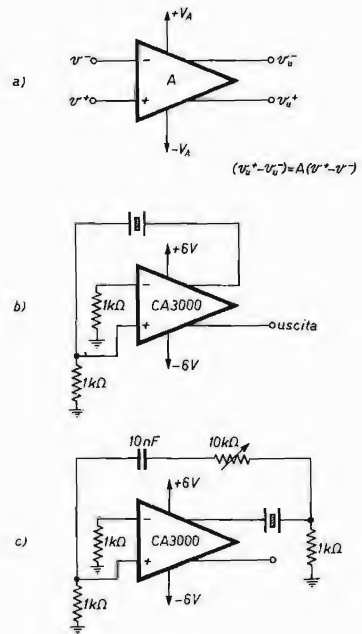 +V_A
a)
v⁻
−
A
v_u⁻
v⁺
+
v_u⁺
−V_A
(v_u⁺−v_u⁻)=A(v⁺−v⁻)
b)
+6V
1kΩ
−
CA3000
+
uscita
1kΩ
−6V
c)
10nF
10kΩ
+6V
1kΩ
−
CA3000
+
1kΩ
1kΩ
−6V